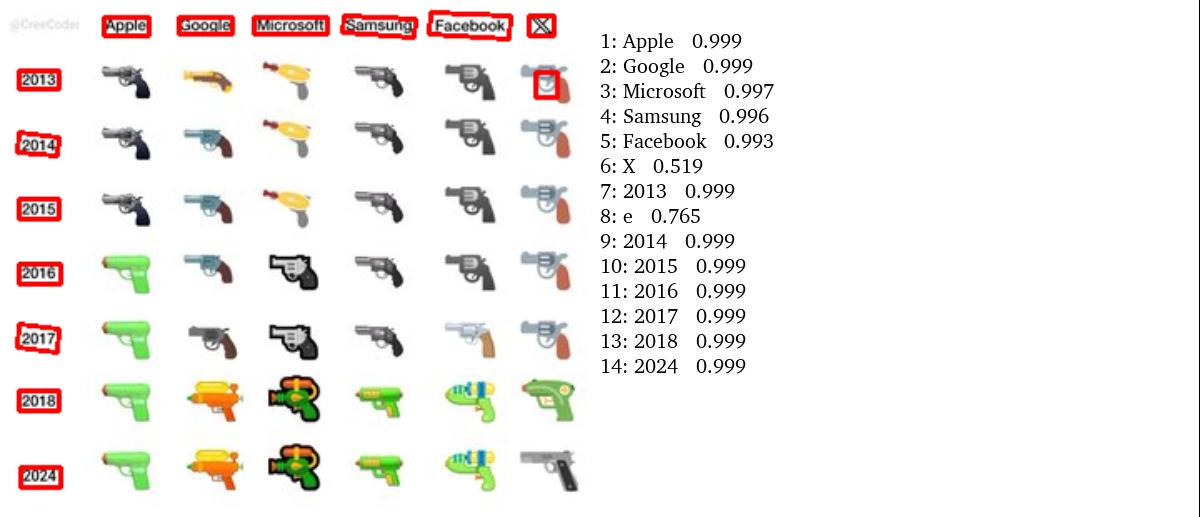 @CreeCoder Apple Google Microsoft Samsung Facebook X
2013
2014
2015
2016
2017
2018
2024
1: Apple 0.999
2: Google 0.999
3: Microsoft 0.997
4: Samsung 0.996
5: Facebook 0.993
6: X 0.519
7: 2013 0.999
8: e 0.765
9: 2014 0.999
10: 2015 0.999
11: 2016 0.999
12: 2017 0.999
13: 2018 0.999
14: 2024 0.999